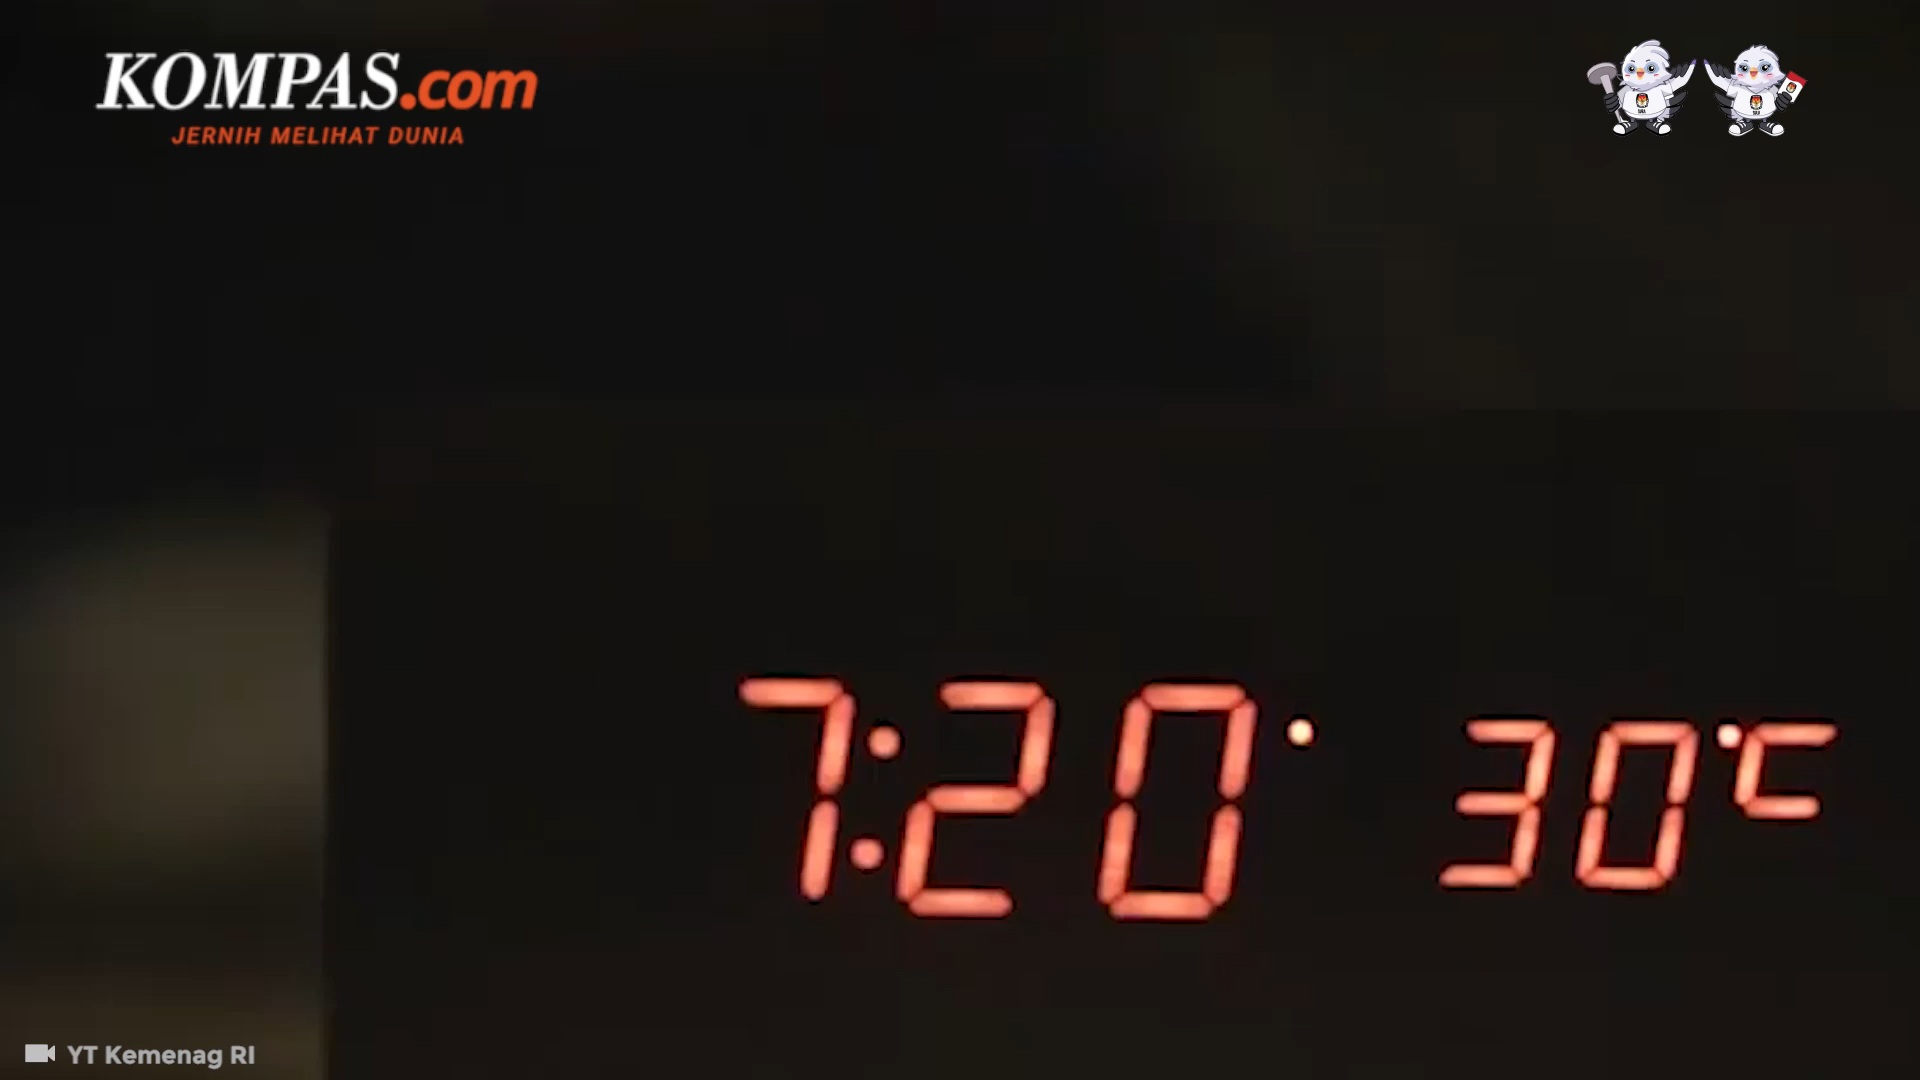 KOMPAS.com
JERNIH MELIHAT DUNIA
7:20 30°C
YT Kemenag RI